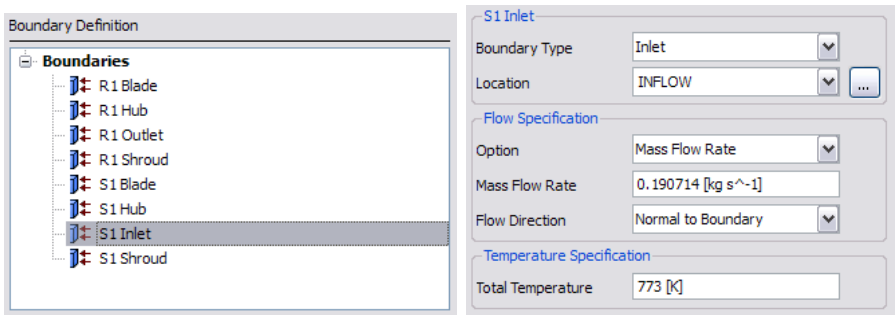 Boundary Definition
Boundaries
R1 Blade
R1 Hub
R1 Outlet
R1 Shroud
S1 Blade
S1 Hub
S1 Inlet
S1 Shroud
S1 Inlet
Boundary Type Inlet
Location INFLOW ...
Flow Specification
Option Mass Flow Rate
Mass Flow Rate 0.190714 [kg s^-1]
Flow Direction Normal to Boundary
Temperature Specification
Total Temperature 773 [K]